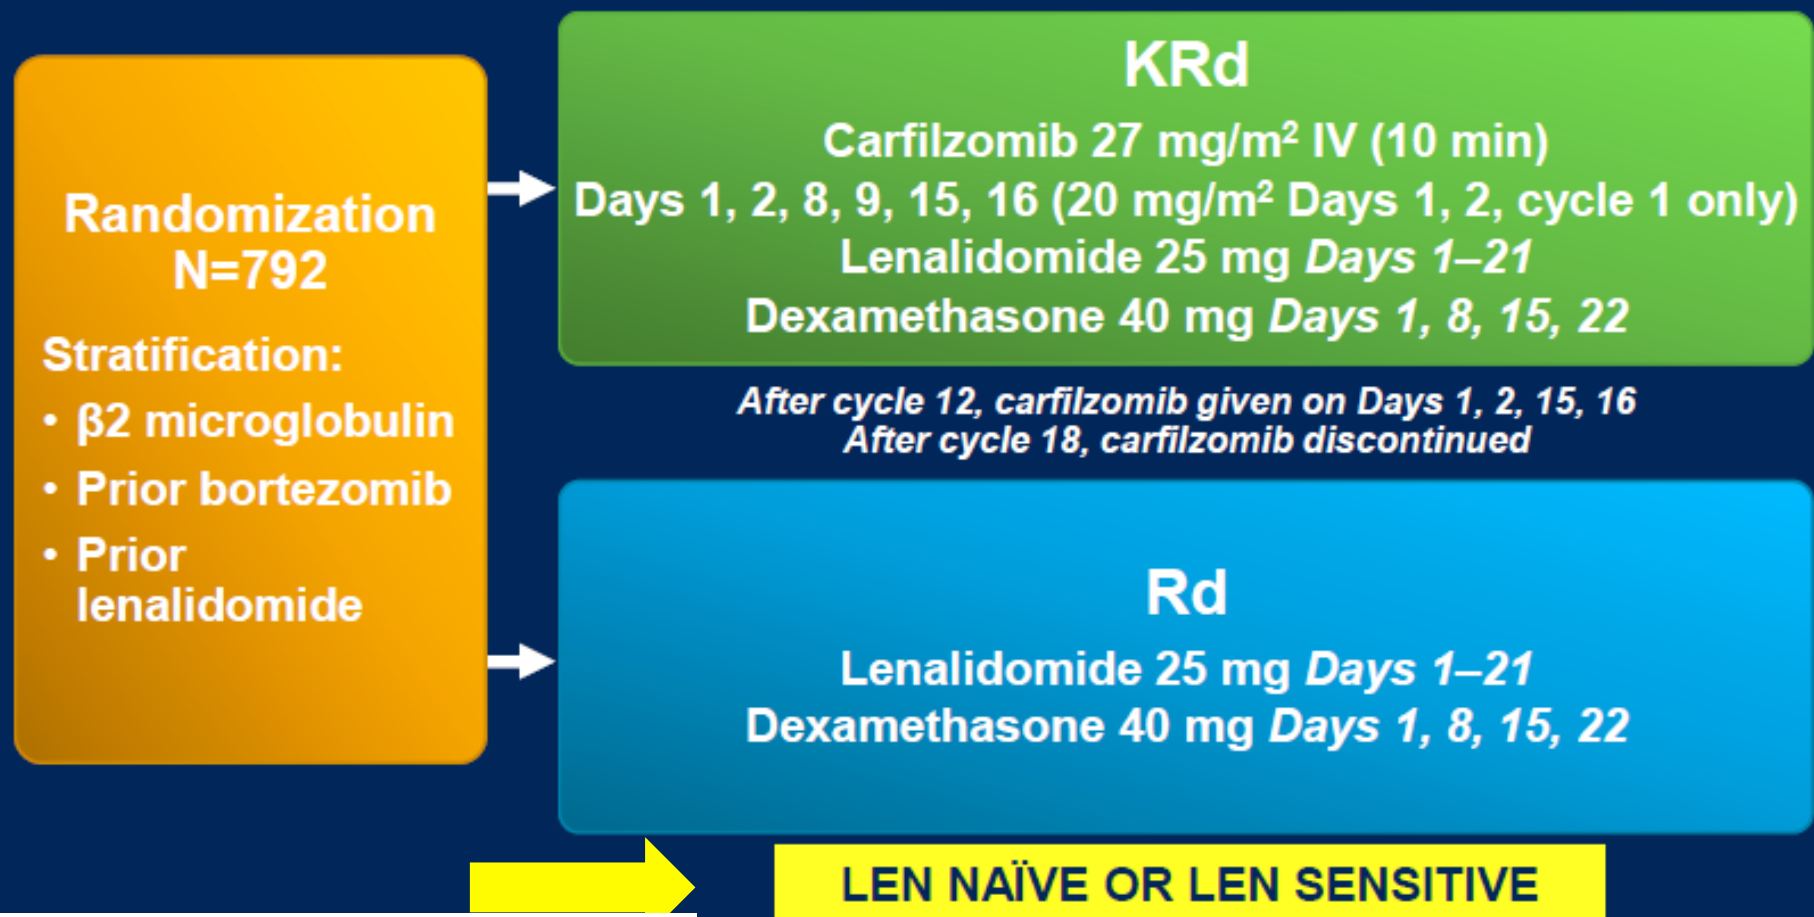 Randomization
N=792
Stratification:
• β2 microglobulin
• Prior bortezomib
• Prior
lenalidomide
KRd
Carfilzomib 27 mg/m² IV (10 min)
Days 1, 2, 8, 9, 15, 16 (20 mg/m² Days 1, 2, cycle 1 only)
Lenalidomide 25 mg Days 1–21
Dexamethasone 40 mg Days 1, 8, 15, 22
After cycle 12, carfilzomib given on Days 1, 2, 15, 16
After cycle 18, carfilzomib discontinued
Rd
Lenalidomide 25 mg Days 1–21
Dexamethasone 40 mg Days 1, 8, 15, 22
LEN NAÏVE OR LEN SENSITIVE